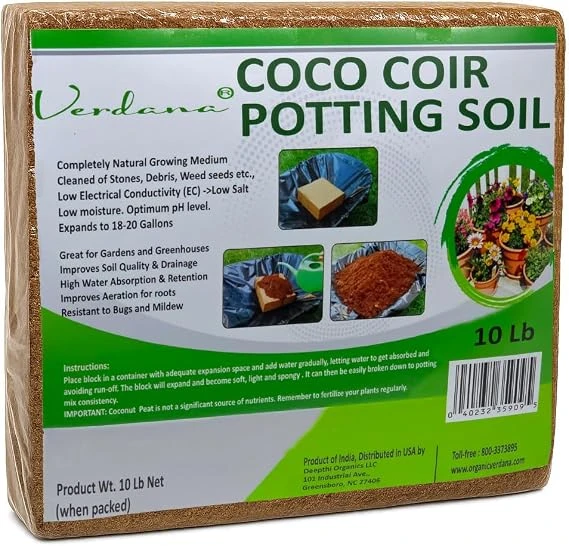 Verdana®
COCO COIR
POTTING SOIL
Completely Natural Growing Medium
Cleaned of Stones, Debris, Weed seeds etc.,
Low Electrical Conductivity (EC) ->Low Salt
Low moisture. Optimum pH level.
Expands to 18-20 Gallons
Great for Gardens and Greenhouses
Improves Soil Quality & Drainage
High Water Absorption & Retention
Improves Aeration for roots
Resistant to Bugs and Mildew
10 Lb
Instructions:
Place block in a container with adequate expansion space and add water gradually, letting water to get absorbed and
avoiding run-off. The block will expand and become soft, light and spongy . It can then be easily broken down to potting
mix consistency.
IMPORTANT: Coconut Peat is not a significant source of nutrients. Remember to fertilize your plants regularly.
0 40232 35909 5
Product Wt. 10 Lb Net
(when packed)
Product of India, Distributed in USA by
Deepthi Organics LLC
101 Industrial Ave.,
Greensboro, NC 27406
Toll-free : 800-3373895
www.organicverdana.com